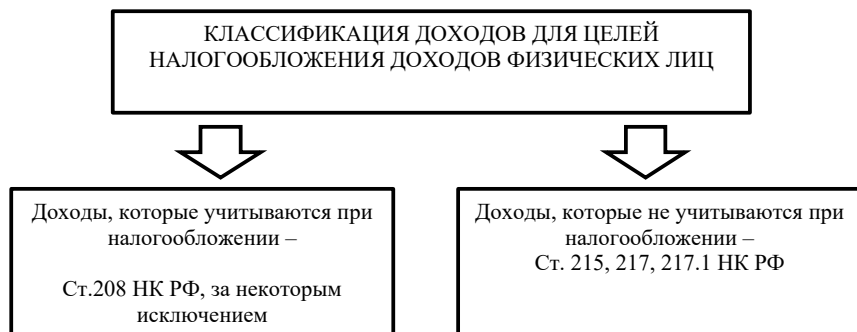 КЛАССИФИКАЦИЯ ДОХОДОВ ДЛЯ ЦЕЛЕЙ
НАЛОГООБЛОЖЕНИЯ ДОХОДОВ ФИЗИЧЕСКИХ ЛИЦ
Доходы, которые учитываются при
налогообложении –
Ст.208 НК РФ, за некоторым
исключением
Доходы, которые не учитываются при
налогообложении –
Ст. 215, 217, 217.1 НК РФ